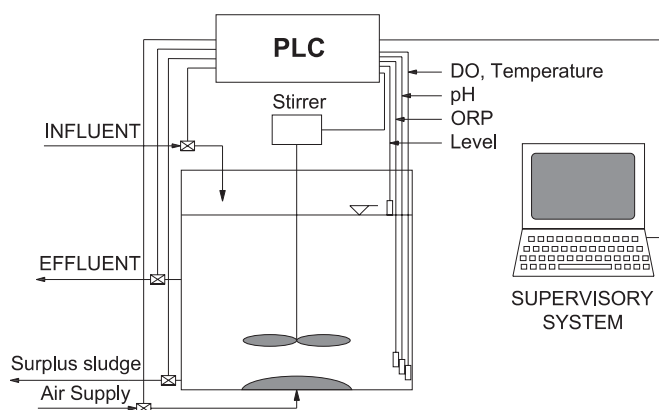 PLC
DO, Temperature
pH
ORP
Level
Stirrer
INFLUENT
EFFLUENT
SUPERVISORY
SYSTEM
Surplus sludge
Air Supply